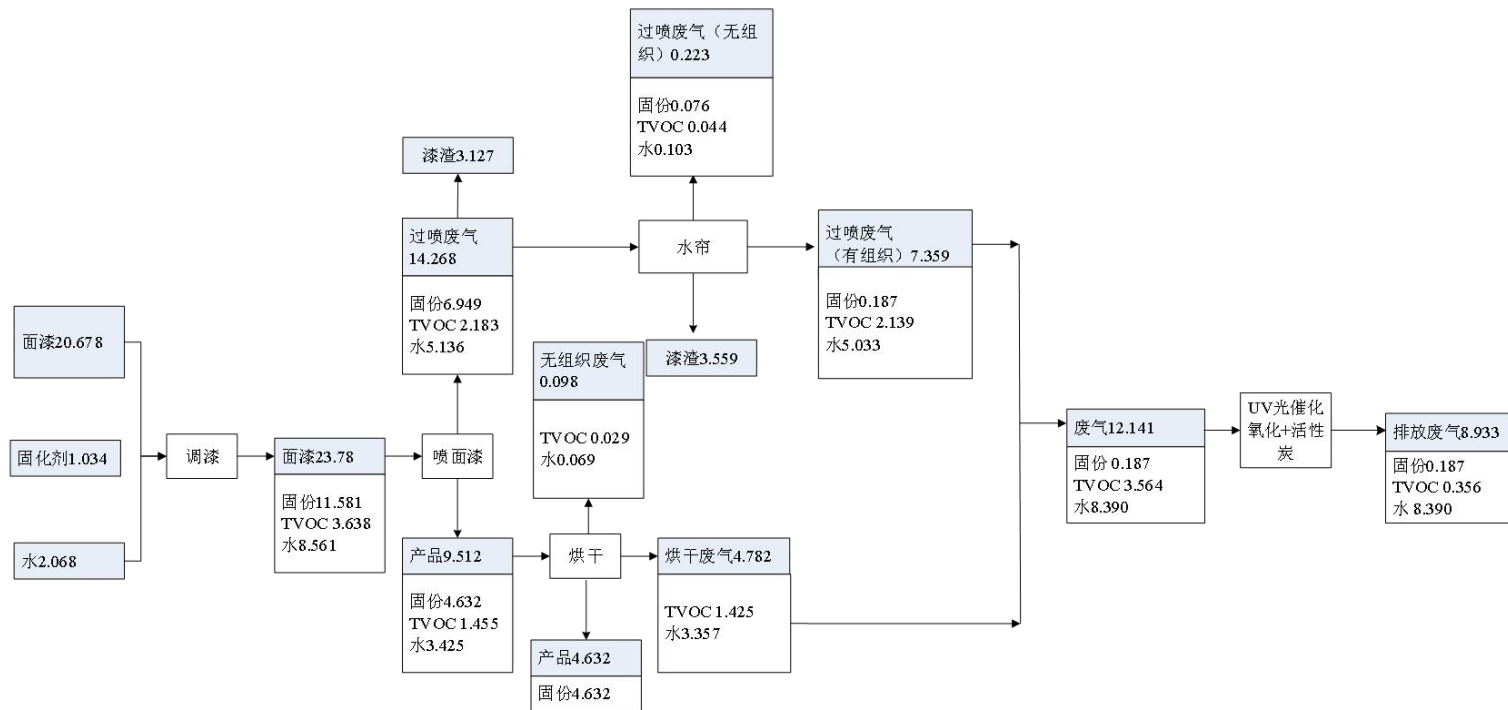 过喷废气（无组
织）0.223
固份0.076
TVOC 0.044
水0.103
漆渣3.127
过喷废气
14.268
固份6.949
TVOC 2.183
水5.136
水帘
过喷废气
（有组织）7.359
固份0.187
TVOC 2.139
水5.033
漆渣3.559
面漆20.678
固化剂1.034
水2.068
调漆
面漆23.78
固份11.581
TVOC 3.638
水8.561
喷面漆
无组织废气
0.098
TVOC 0.029
水0.069
产品9.512
固份4.632
TVOC 1.455
水3.425
烘干
烘干废气4.782
TVOC 1.425
水3.357
产品4.632
固份4.632
废气12.141
固份 0.187
TVOC 3.564
水8.390
UV光催化
氧化+活性
炭
排放废气8.933
固份0.187
TVOC 0.356
水 8.390